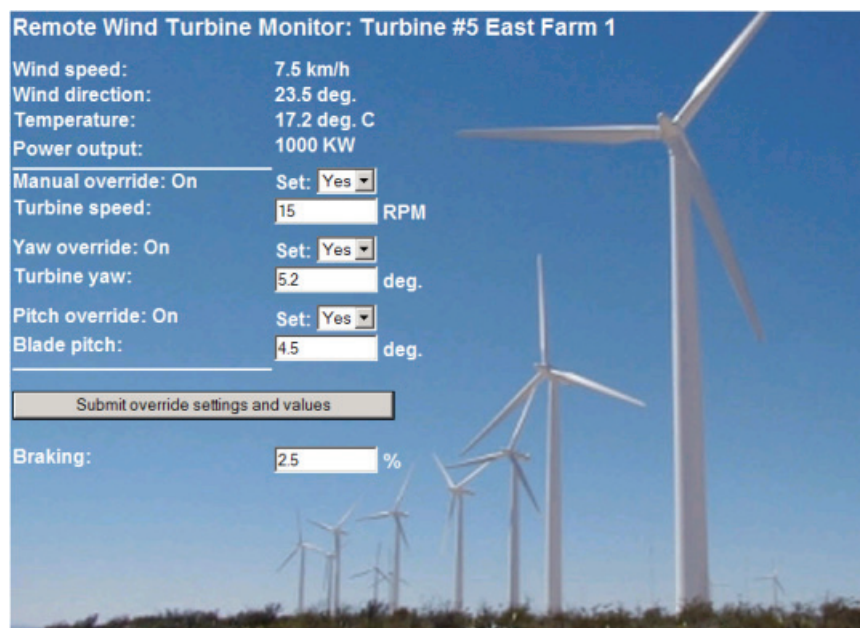 Remote Wind Turbine Monitor: Turbine #5 East Farm 1
Wind speed: 7.5 km/h
Wind direction: 23.5 deg.
Temperature: 17.2 deg. C
Power output: 1000 KW
Manual override: On Set: Yes
Turbine speed: 15 RPM
Yaw override: On Set: Yes
Turbine yaw: 5.2 deg.
Pitch override: On Set: Yes
Blade pitch: 4.5 deg.
Submit override settings and values
Braking: 2.5 %